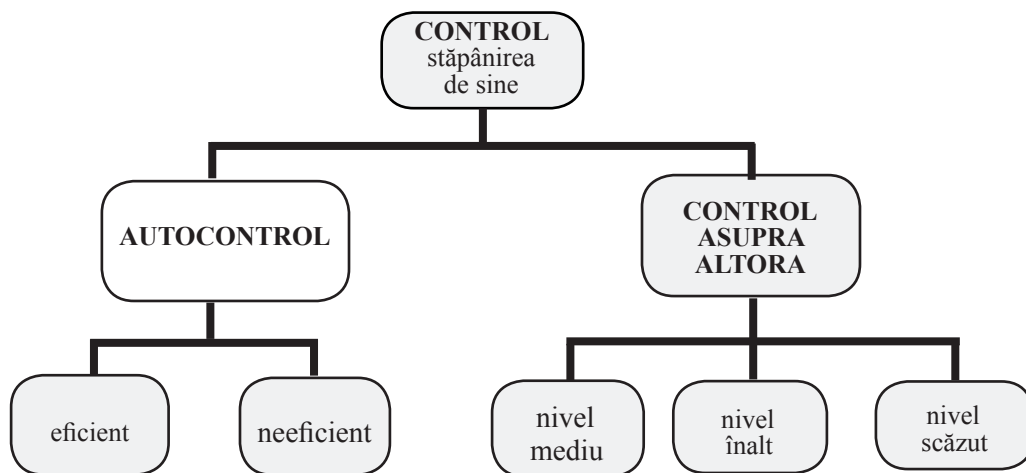 CONTROL
stăpânirea
de sine
AUTOCONTROL
CONTROL
ASUPRA
ALTORA
eficient
neeficient
nivel
mediu
nivel
înalt
nivel
scăzut